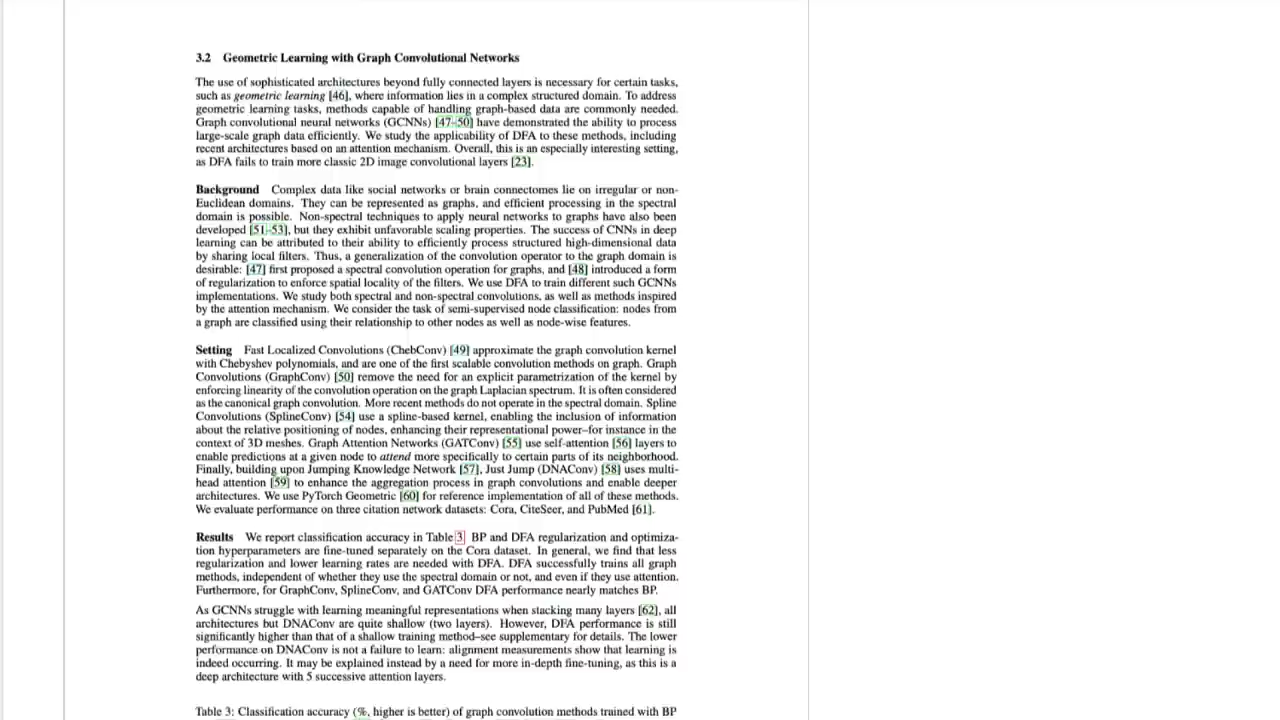 3.2 Geometric Learning with Graph Convolutional Networks
The use of sophisticated architectures beyond fully connected layers is necessary for certain tasks,
such as geometric learning [46], where information lies in a complex structured domain. To address
geometric learning tasks, methods capable of handling graph-based data are commonly needed.
Graph convolutional neural networks (GCNNs) [47–50] have demonstrated the ability to process
large-scale graph data efficiently. We study the applicability of DFA to these methods, including
recent architectures based on an attention mechanism. Overall, this is an especially interesting setting,
as DFA fails to train more classic 2D image convolutional layers [23].
Background Complex data like social networks or brain connectomes lie on irregular or non-
Euclidean domains. They can be represented as graphs, and efficient processing in the spectral
domain is possible. Non-spectral techniques to apply neural networks to graphs have also been
developed [51–53], but they exhibit unfavorable scaling properties. The success of CNNs in deep
learning can be attributed to their ability to efficiently process structured high-dimensional data
by sharing local filters. Thus, a generalization of the convolution operator to the graph domain is
desirable: [47] first proposed a spectral convolution operation for graphs, and [48] introduced a form
of regularization to enforce spatial locality of the filters. We use DFA to train different such GCNNs
implementations. We study both spectral and non-spectral convolutions, as well as methods inspired
by the attention mechanism. We consider the task of semi-supervised node classification: nodes from
a graph are classified using their relationship to other nodes as well as node-wise features.
Setting Fast Localized Convolutions (ChebConv) [49] approximate the graph convolution kernel
with Chebyshev polynomials, and are one of the first scalable convolution methods on graph. Graph
Convolutions (GraphConv) [50] remove the need for an explicit parametrization of the kernel by
enforcing linearity of the convolution operation on the graph Laplacian spectrum. It is often considered
as the canonical graph convolution. More recent methods do not operate in the spectral domain. Spline
Convolutions (SplineConv) [54] use a spline-based kernel, enabling the inclusion of information
about the relative positioning of nodes, enhancing their representational power–for instance in the
context of 3D meshes. Graph Attention Networks (GATConv) [55] use self-attention [56] layers to
enable predictions at a given node to attend more specifically to certain parts of its neighborhood.
Finally, building upon Jumping Knowledge Network [57], Just Jump (DNAConv) [58] uses multi-
head attention [59] to enhance the aggregation process in graph convolutions and enable deeper
architectures. We use PyTorch Geometric [60] for reference implementation of all of these methods.
We evaluate performance on three citation network datasets: Cora, CiteSeer, and PubMed [61].
Results We report classification accuracy in Table 3. BP and DFA regularization and optimiza-
tion hyperparameters are fine-tuned separately on the Cora dataset. In general, we find that less
regularization and lower learning rates are needed with DFA. DFA successfully trains all graph
methods, independent of whether they use the spectral domain or not, and even if they use attention.
Furthermore, for GraphConv, SplineConv, and GATConv DFA performance nearly matches BP.
As GCNNs struggle with learning meaningful representations when stacking many layers [62], all
architectures but DNAConv are quite shallow (two layers). However, DFA performance is still
significantly higher than that of a shallow training method–see supplementary for details. The lower
performance on DNAConv is not a failure to learn: alignment measurements show that learning is
indeed occurring. It may be explained instead by a need for more in-depth fine-tuning, as this is a
deep architecture with 5 successive attention layers.
Table 3: Classification accuracy (%, higher is better) of graph convolution methods trained with BP